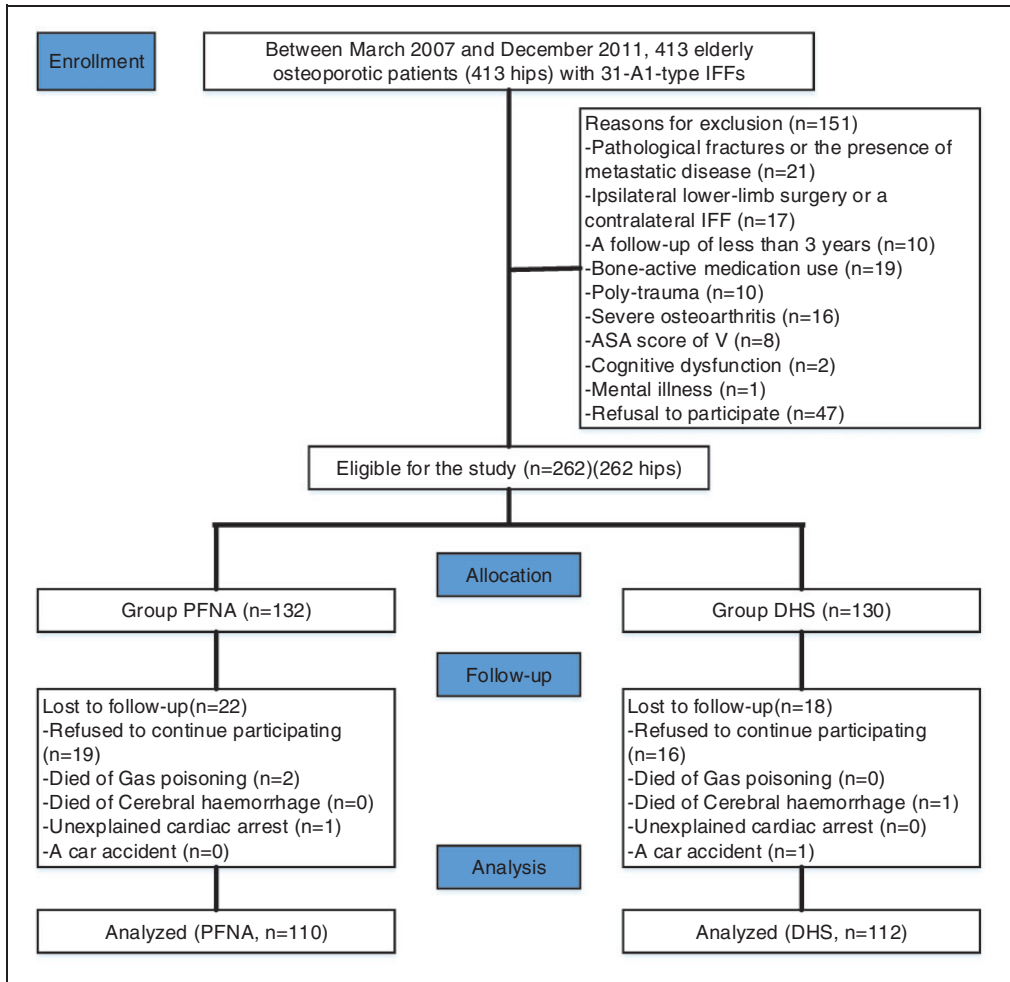 Enrollment
Between March 2007 and December 2011, 413 elderly
osteoporotic patients (413 hips) with 31-A1-type IFFs
Reasons for exclusion (n=151)
-Pathological fractures or the presence of
metastatic disease (n=21)
-Ipsilateral lower-limb surgery or a
contralateral IFF (n=17)
-A follow-up of less than 3 years (n=10)
-Bone-active medication use (n=19)
-Poly-trauma (n=10)
-Severe osteoarthritis (n=16)
-ASA score of V (n=8)
-Cognitive dysfunction (n=2)
-Mental illness (n=1)
-Refusal to participate (n=47)
Eligible for the study (n=262)(262 hips)
Allocation
Group PFNA (n=132)
Group DHS (n=130)
Follow-up
Lost to follow-up(n=22)
-Refused to continue participating
(n=19)
-Died of Gas poisoning (n=2)
-Died of Cerebral haemorrhage (n=0)
-Unexplained cardiac arrest (n=1)
-A car accident (n=0)
Lost to follow-up(n=18)
-Refused to continue participating
(n=16)
-Died of Gas poisoning (n=0)
-Died of Cerebral haemorrhage (n=1)
-Unexplained cardiac arrest (n=0)
-A car accident (n=1)
Analysis
Analyzed (PFNA, n=110)
Analyzed (DHS, n=112)